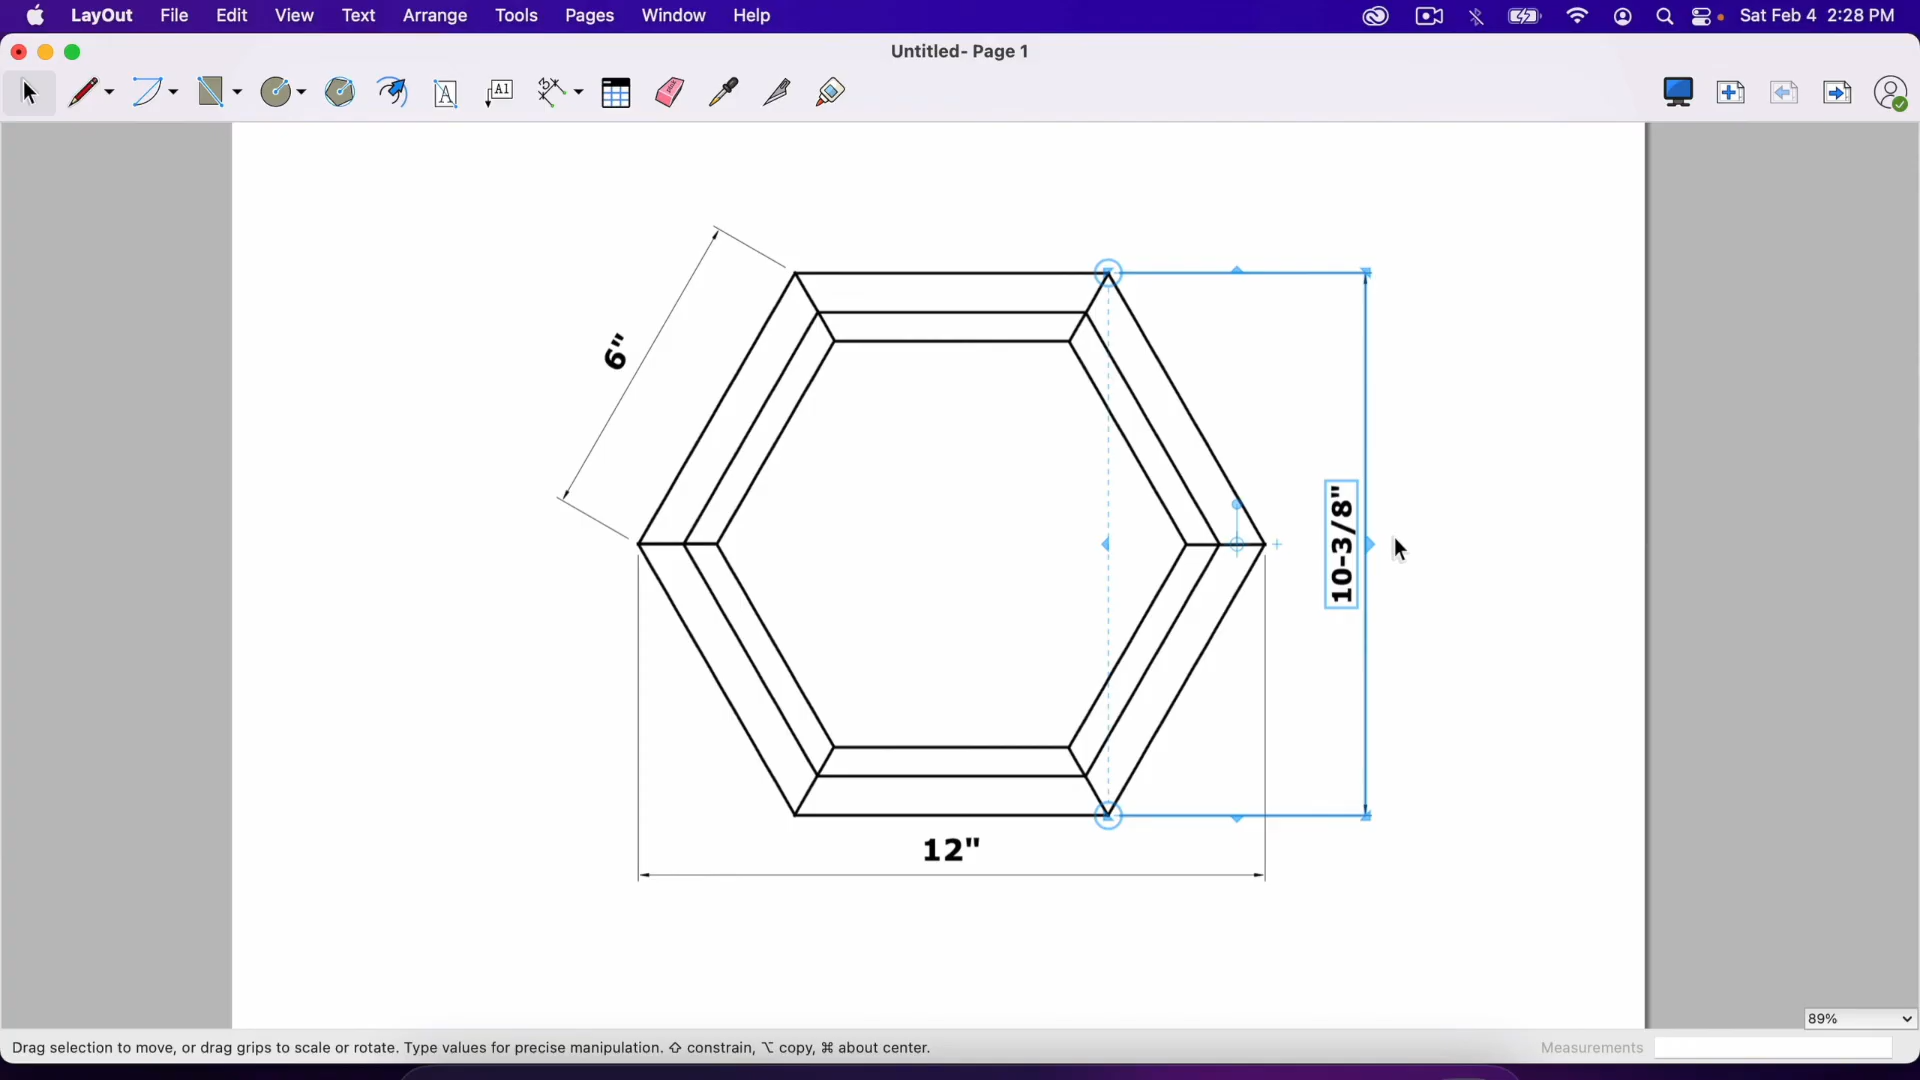 LayOut File Edit View Text Arrange Tools Pages Window Help Sat Feb 4 2:28 PM
Untitled- Page 1
A A1
6"
10-3/8"
12"
89%
Drag selection to move, or drag grips to scale or rotate. Type values for precise manipulation. ⇧ constrain, ⌥ copy, ⌘ about center. Measurements